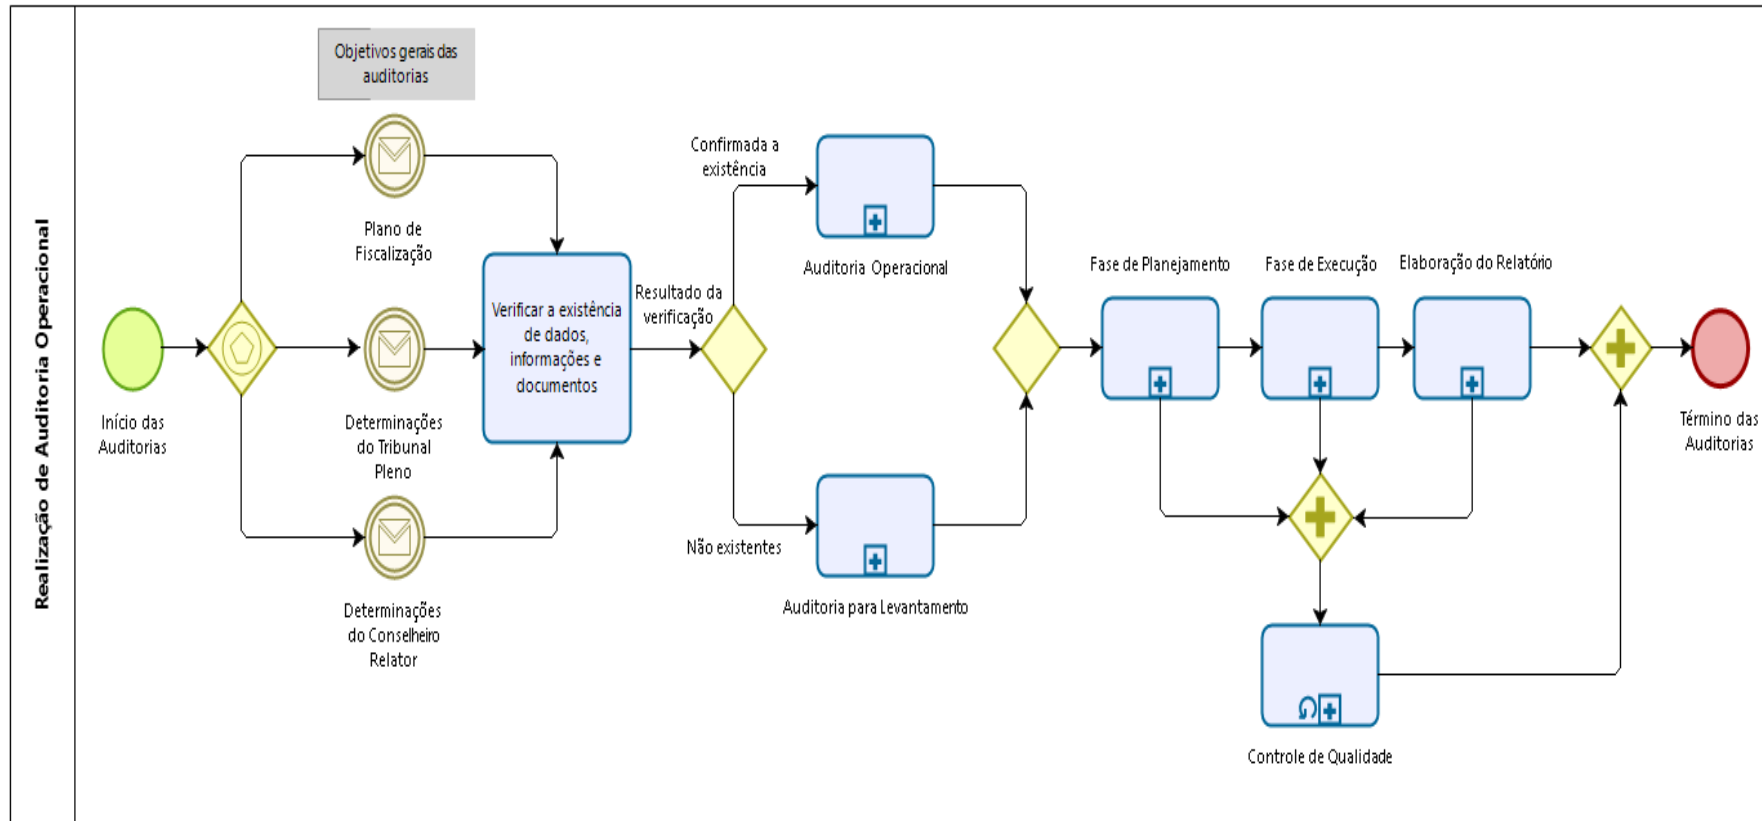 Realização de Auditoria Operacional
Objetivos gerais das
auditorias
Início das
Auditorias
Plano de
Fiscalização
Determinações
do Tribunal
Pleno
Determinações
do Conselheiro
Relator
Verificar a existência
de dados,
informações e
documentos
Resultado da
verificação
Confirmada a
existência
Não existentes
Auditoria Operacional
Auditoria para Levantamento
Fase de Planejamento
Fase de Execução
Elaboração do Relatório
Controle de Qualidade
Término das
Auditorias